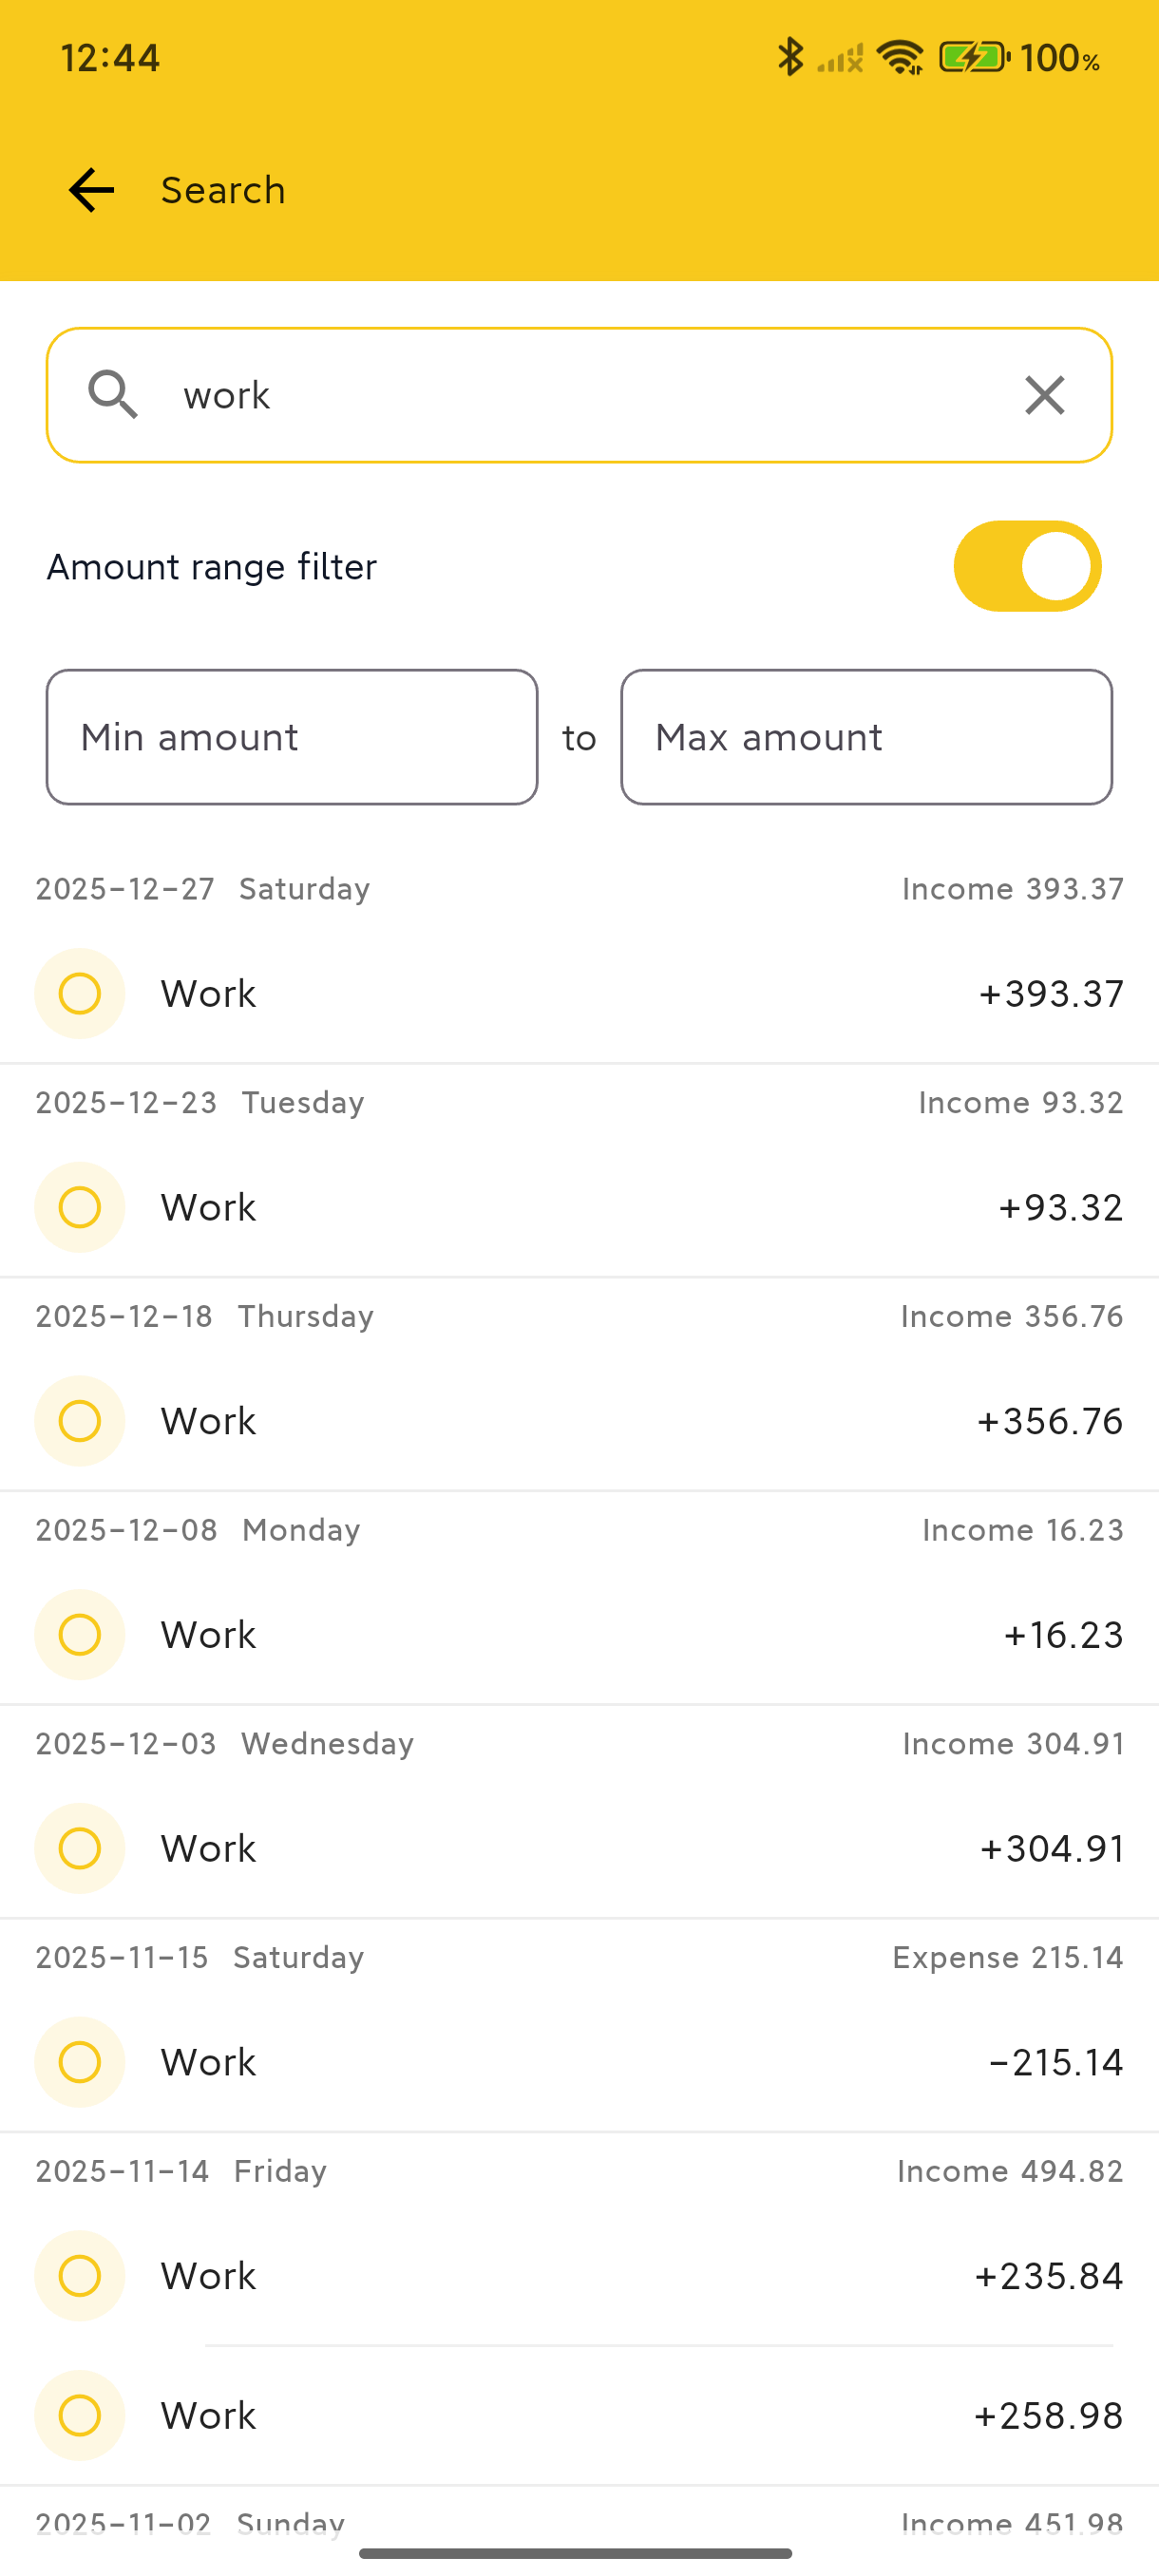 12:44 100%
Search
work
Amount range filter
Min amount to Max amount
2025-12-27 Saturday Income 393.37
Work +393.37
2025-12-23 Tuesday Income 93.32
Work +93.32
2025-12-18 Thursday Income 356.76
Work +356.76
2025-12-08 Monday Income 16.23
Work +16.23
2025-12-03 Wednesday Income 304.91
Work +304.91
2025-11-15 Saturday Expense 215.14
Work -215.14
2025-11-14 Friday Income 494.82
Work +235.84
Work +258.98
2025-11-02 Sunday Income 451.98